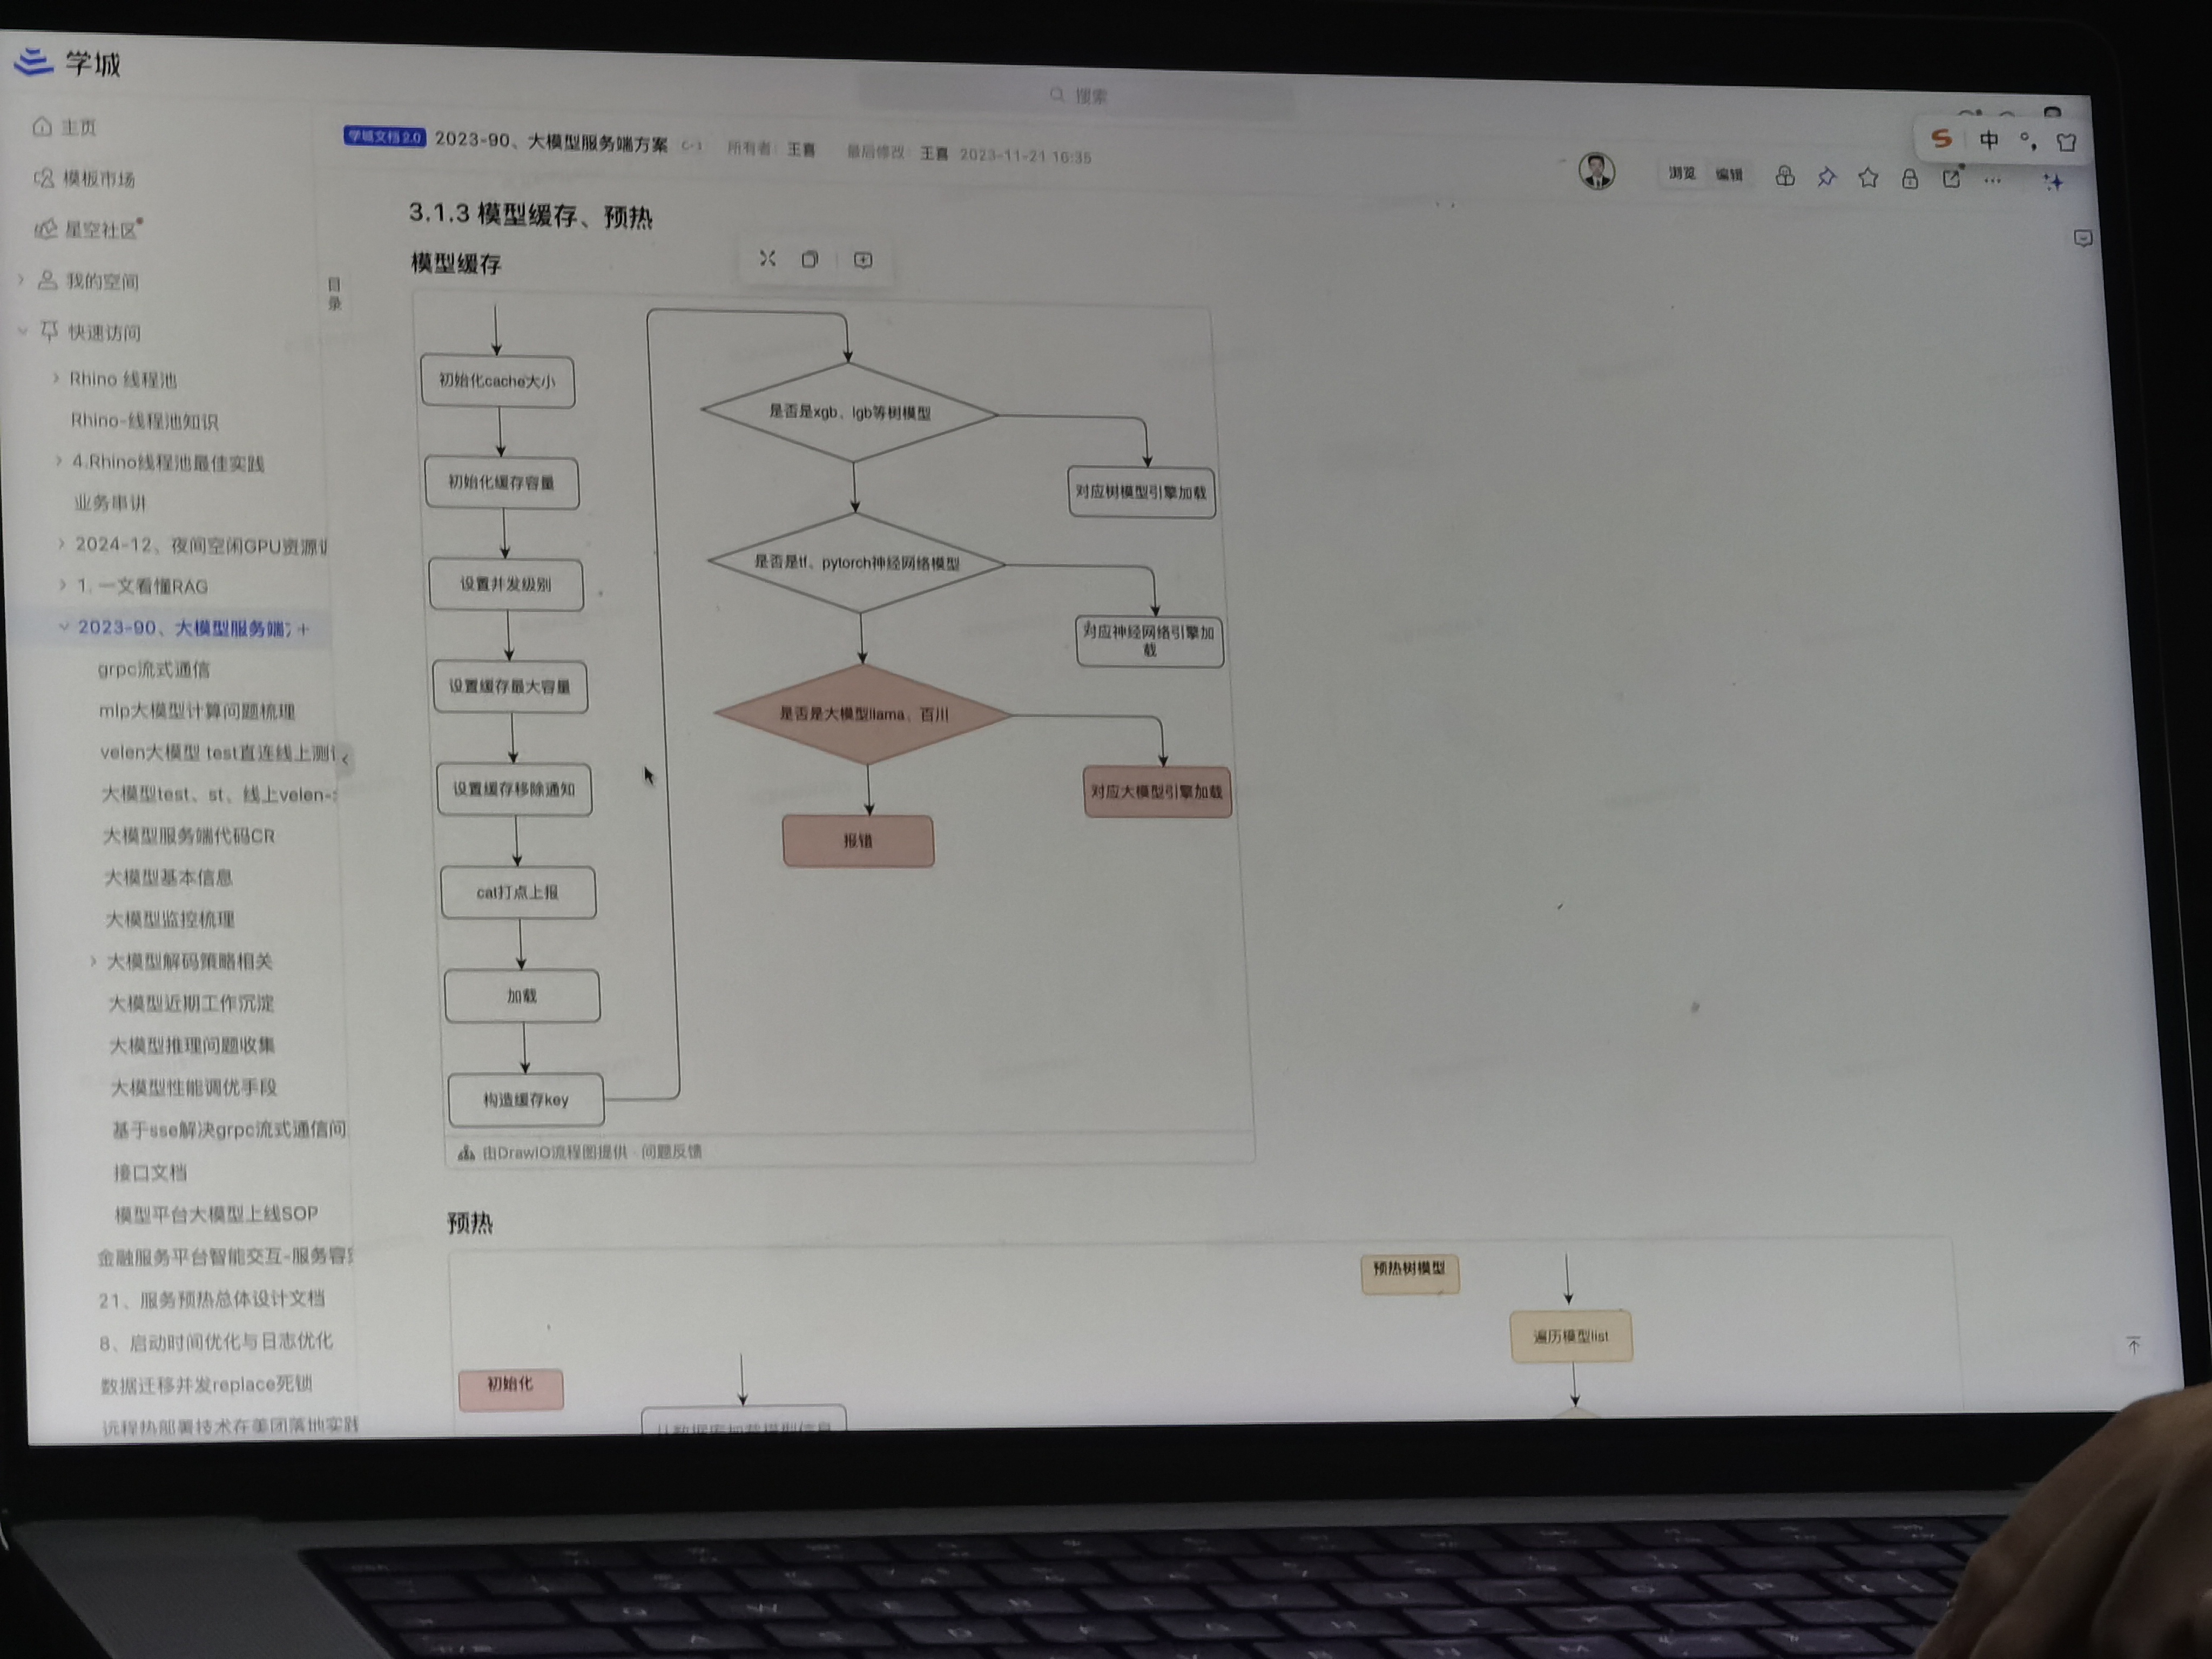 学城
搜索
主页
模板市场
星空社区
我的空间
快速访问
Rhino 线程池
Rhino-线程池知识
4.Rhino线程池最佳实践
业务串讲
2024-12、夜间空闲GPU资源
1. 一文看懂RAG
2023-90、大模型服务端
grpc流式通信
mlp大模型计算问题梳理
velen大模型 test直连线上测
大模型test、st、线上velen-
大模型服务端代码CR
大模型基本信息
大模型监控梳理
大模型解码策略相关
大模型近期工作沉淀
大模型推理问题收集
大模型性能调优手段
基于sse解决grpc流式通信问
接口文档
模型平台大模型上线SOP
金融服务平台智能交互-服务容
21、服务预热总体设计文档
8、启动时间优化与日志优化
数据迁移并发replace死锁
远程热部署技术在美团落地实践
学城文档2.0 2023-90、大模型服务端方案 C-3 所有者: 王喜 最后修改: 王喜 2023-11-21 16:35
浏览 编辑
中
目录
3.1.3 模型缓存、预热
模型缓存
初始化cache大小
初始化缓存容量
设置并发级别
设置缓存最大容量
设置缓存移除通知
cat打点上报
加载
构造缓存key
是否是xgb、lgb等树模型
对应树模型引擎加载
是否是tf、pytorch神经网络模型
对应神经网络引擎加
载
是否是大模型llama、百川
对应大模型引擎加载
报错
由DrawIO流程图提供 · 问题反馈
预热
预热树模型
遍历模型list
初始化
从数据库加载模型信息